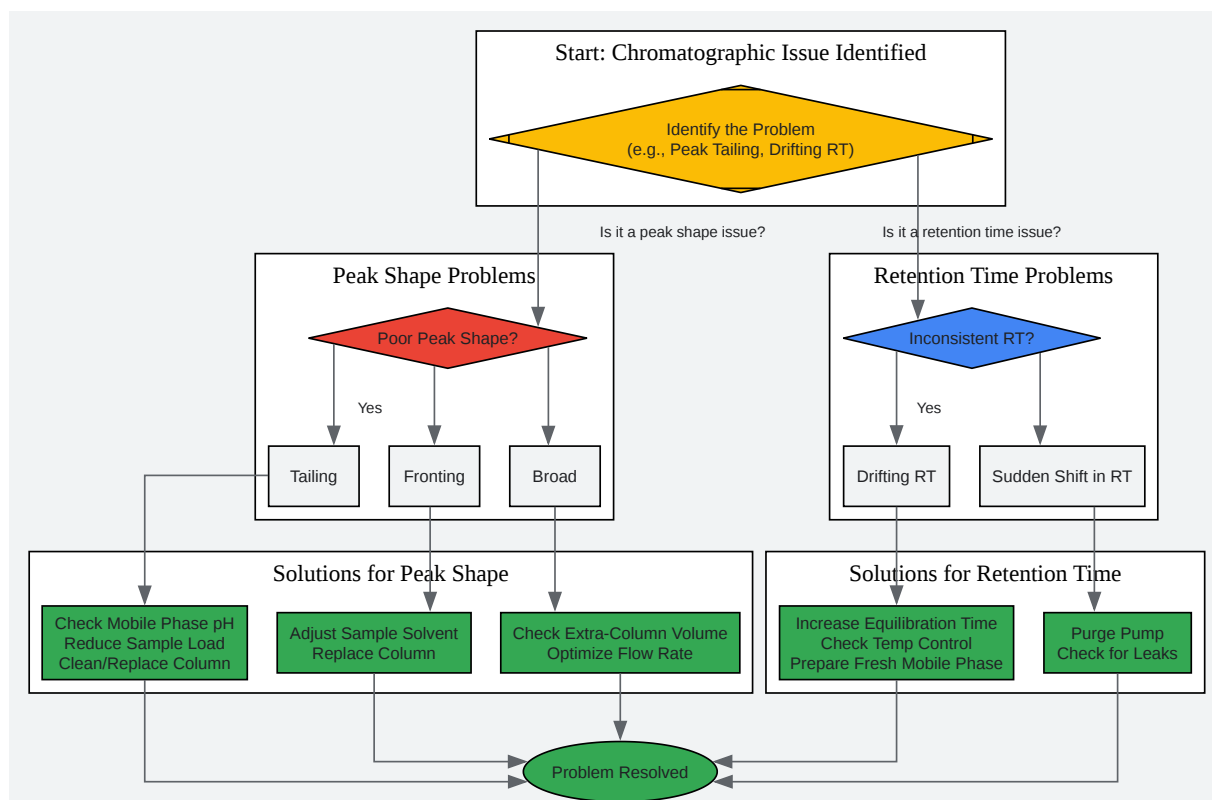 Start: Chromatographic Issue Identified
Identify the Problem
(e.g., Peak Tailing, Drifting RT)
Is it a peak shape issue?
Is it a retention time issue?
Peak Shape Problems
Retention Time Problems
Poor Peak Shape?
Inconsistent RT?
Yes
Yes
Tailing
Fronting
Broad
Drifting RT
Sudden Shift in RT
Solutions for Peak Shape
Solutions for Retention Time
Check Mobile Phase pH
Reduce Sample Load
Clean/Replace Column
Adjust Sample Solvent
Replace Column
Check Extra-Column Volume
Optimize Flow Rate
Increase Equilibration Time
Check Temp Control
Prepare Fresh Mobile Phase
Purge Pump
Check for Leaks
Problem Resolved